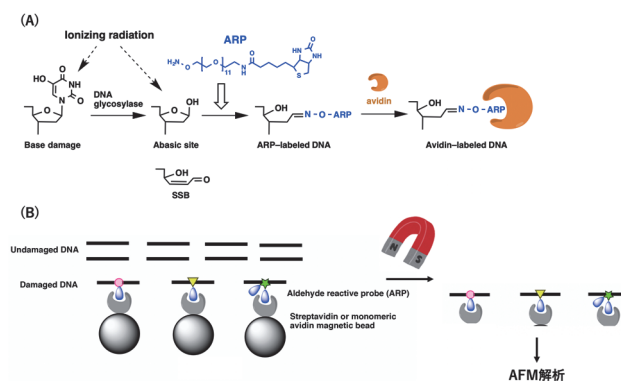 (A)
Ionizing radiation
ARP
H₂N
O
O
O
11
N
H
O
O
HN
NH
S
HO
O
NH
N
O
O
DNA
glycosylase
OH
O
OH
N-O-ARP
avidin
OH
N-O-ARP
Base damage
Abasic site
ARP–labeled DNA
Avidin–labeled DNA
OH
O
SSB
(B)
Undamaged DNA
Damaged DNA
Aldehyde reactive probe (ARP)
Streptavidin or monomeric
avidin magnetic bead
N
S
AFM解析